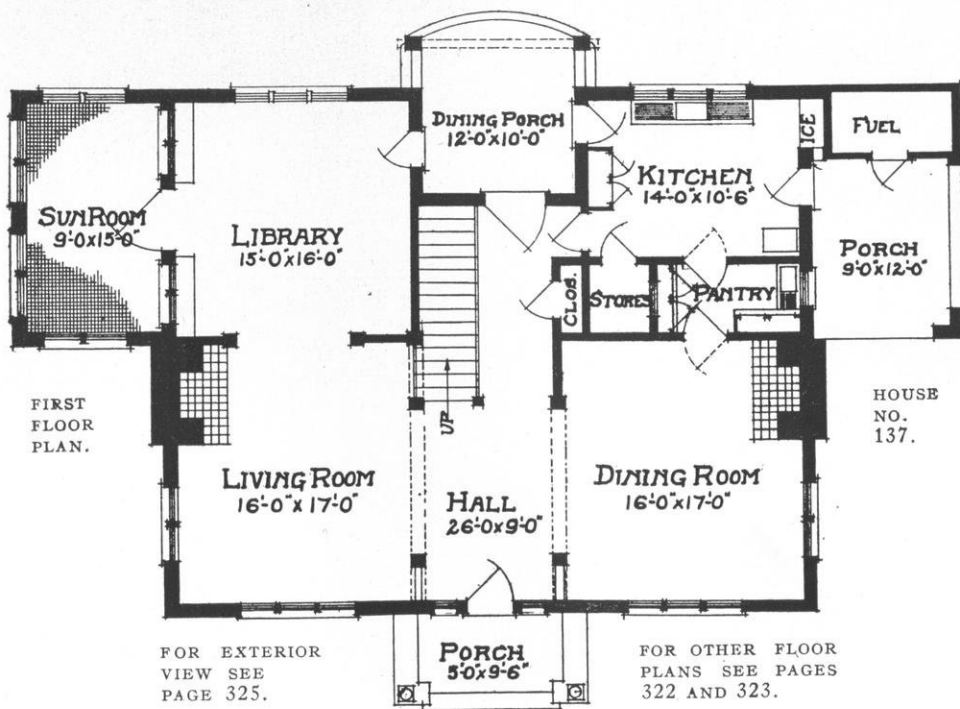 DINING PORCH
12'-0"x10'-0"
ICE
FUEL
KITCHEN
14'-0"x10'-6"
SUN ROOM
9'-0x15'-0"
LIBRARY
15'-0"x16'-0"
PORCH
9'-0"x12'-0"
CLOS.
STORES
PANTRY
FIRST
FLOOR
PLAN.
UP
HOUSE
NO.
137.
LIVING ROOM
16'-0" x 17'-0"
HALL
26'-0x9'-0"
DINING ROOM
16'-0"x17'-0"
FOR EXTERIOR
VIEW SEE
PAGE 325.
PORCH
5'-0"x9'-6"
FOR OTHER FLOOR
PLANS SEE PAGES
322 AND 323.